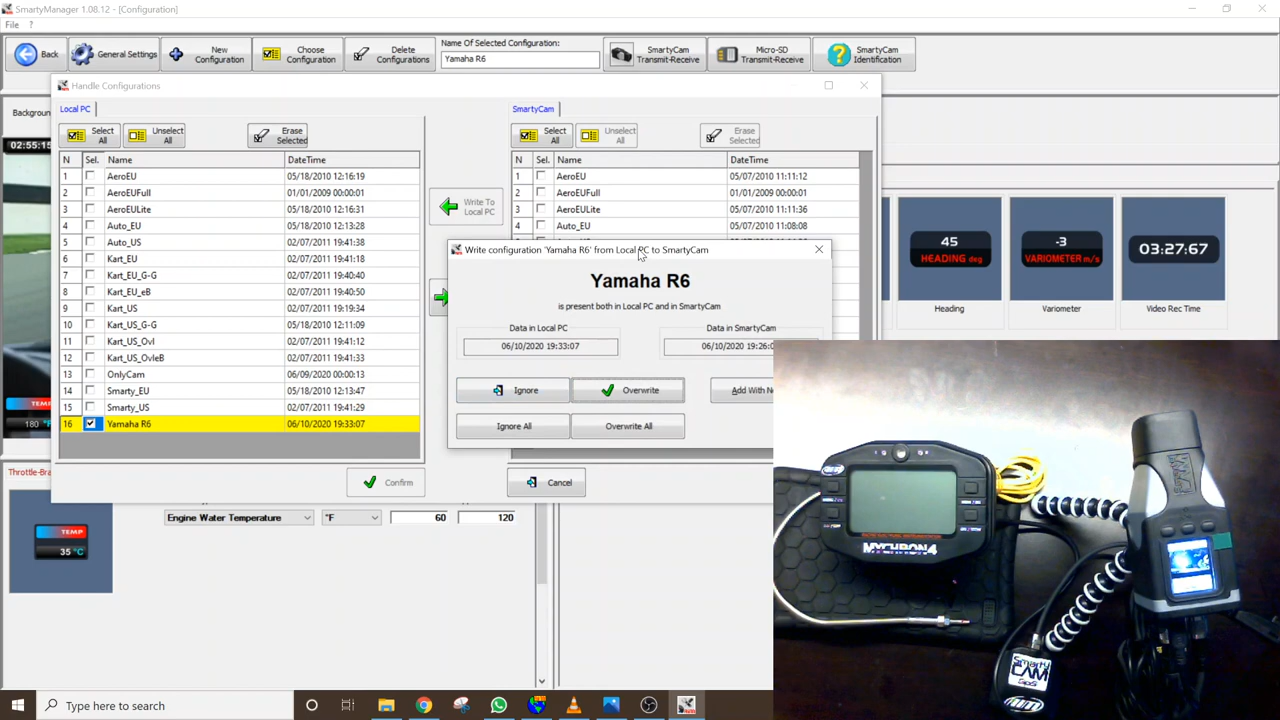 SmartyManager 1.08.12 - [Configuration]
File ?
Back
General Settings
New Configuration
Choose Configuration
Delete Configurations
Name Of Selected Configuration:
Yamaha R6
SmartyCam Transmit-Receive
Micro-SD Transmit-Receive
SmartyCam Identification
Handle Configurations
Background
02:55:15
TEMP
180 °F
Local PC
Select All
Unselect All
Erase Selected
N Sel. Name DateTime
1 AeroEU 05/18/2010 12:16:19
2 AeroEUFull 01/01/2009 00:00:01
3 AeroEULite 05/18/2010 12:16:31
4 Auto_EU 05/18/2010 12:13:28
5 Auto_US 02/07/2011 19:41:38
6 Kart_EU 02/07/2011 19:41:18
7 Kart_EU_G-G 02/07/2011 19:40:40
8 Kart_EU_eB 02/07/2011 19:40:50
9 Kart_US 02/07/2011 19:19:34
10 Kart_US_G-G 05/18/2010 12:11:09
11 Kart_US_Ovl 02/07/2011 19:41:11
12 Kart_US_OvleB 02/07/2011 19:41:33
13 OnlyCam 06/09/2020 00:00:13
14 Smarty_EU 05/18/2010 12:13:47
15 Smarty_US 02/07/2011 19:41:29
16 Yamaha R6 06/10/2020 19:33:07
Write To Local PC
SmartyCam
Select All
Unselect All
Erase Selected
N Sel. Name DateTime
1 AeroEU 05/07/2010 11:11:12
2 AeroEUFull 01/01/2009 00:00:01
3 AeroEULite 05/07/2010 11:11:36
4 Auto_EU 05/07/2010 11:08:08
Write configuration 'Yamaha R6' from Local PC to SmartyCam
Yamaha R6
is present both in Local PC and in SmartyCam
Data in Local PC
06/10/2020 19:33:07
Data in SmartyCam
06/10/2020 19:26:0
Ignore
Overwrite
Add With Ne
Ignore All
Overwrite All
Confirm
Cancel
45
HEADING deg
Heading
-3
VARIOMETER m/s
Variometer
03:27:67
Video Rec Time
Throttle-Bra
TEMP
35 °C
Engine Water Temperature °F 60 120
MYCHRON4
Smarty
CAM
GPS
Type here to search